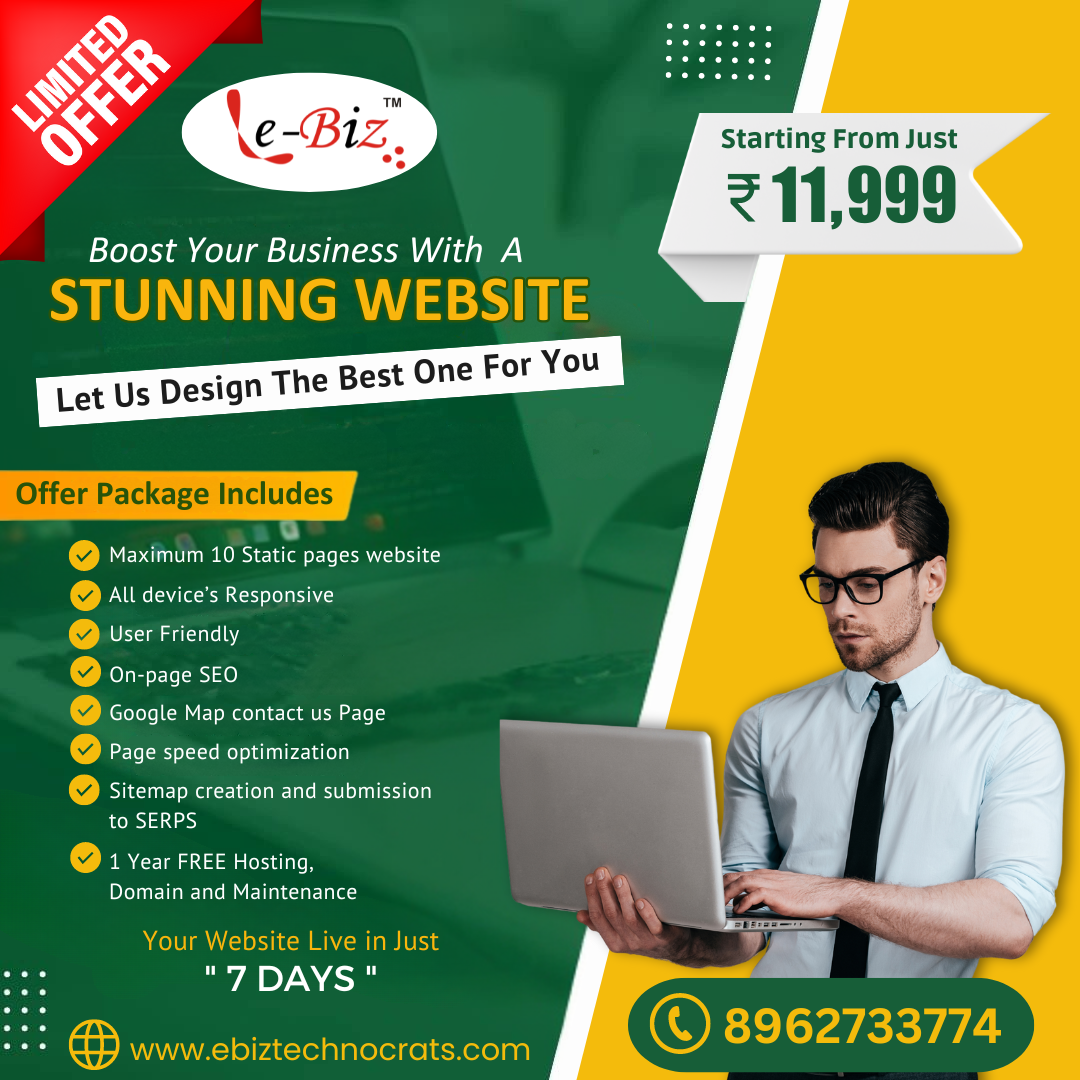 LIMITED
OFFER
e-Biz TM
Starting From Just
₹ 11,999
Boost Your Business With A
STUNNING WEBSITE
Let Us Design The Best One For You
Offer Package Includes
Maximum 10 Static pages website
All device's Responsive
User Friendly
On-page SEO
Google Map contact us Page
Page speed optimization
Sitemap creation and submission
to SERPS
1 Year FREE Hosting,
Domain and Maintenance
Your Website Live in Just
" 7 DAYS "
www.ebiztechnocrats.com
8962733774